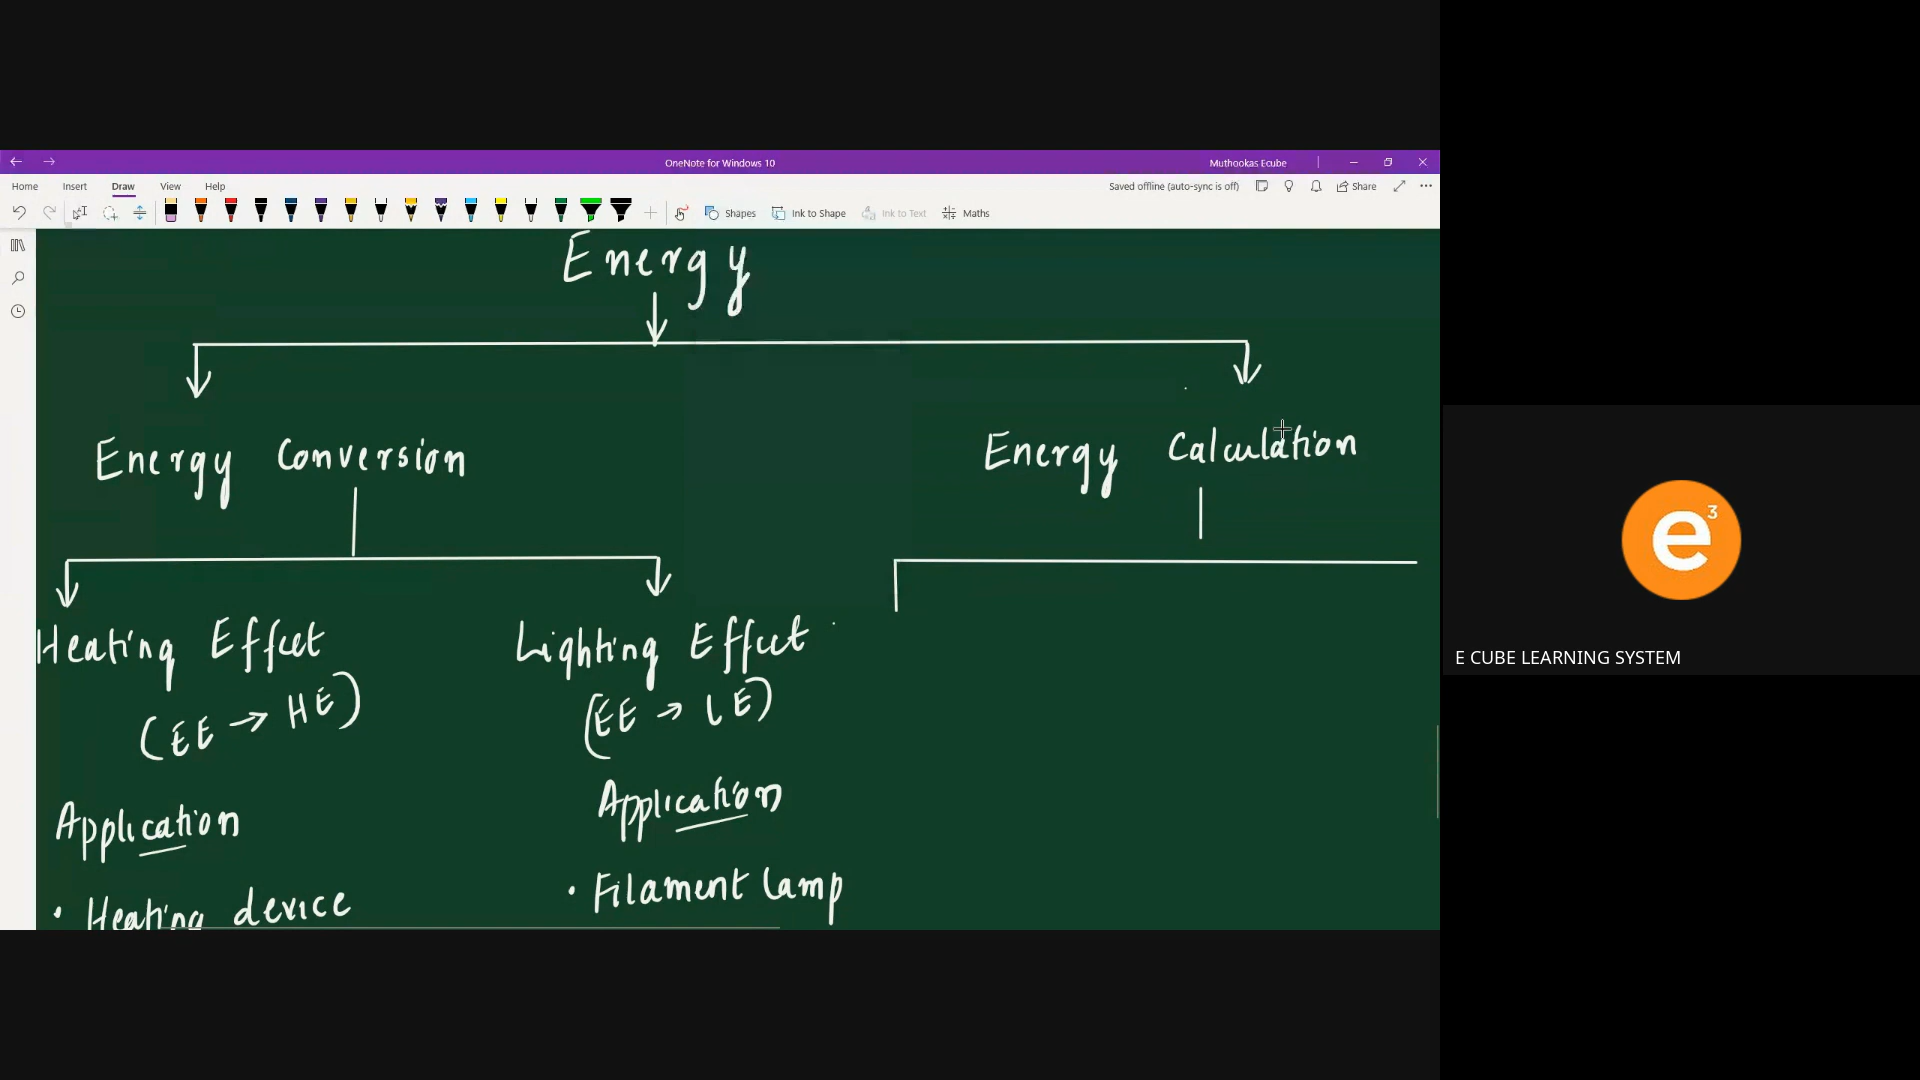 OneNote for Windows 10
Muthookas Ecube
Home Insert Draw View Help
Saved offline (auto-sync is off) Share
Shapes Ink to Shape Ink to Text Maths
Energy
Energy Conversion
Energy Calculation
Heating Effect
Lighting Effect
(EE → HE)
(EE → LE)
Application
Application
• Heating device
• Filament lamp
e3
E CUBE LEARNING SYSTEM